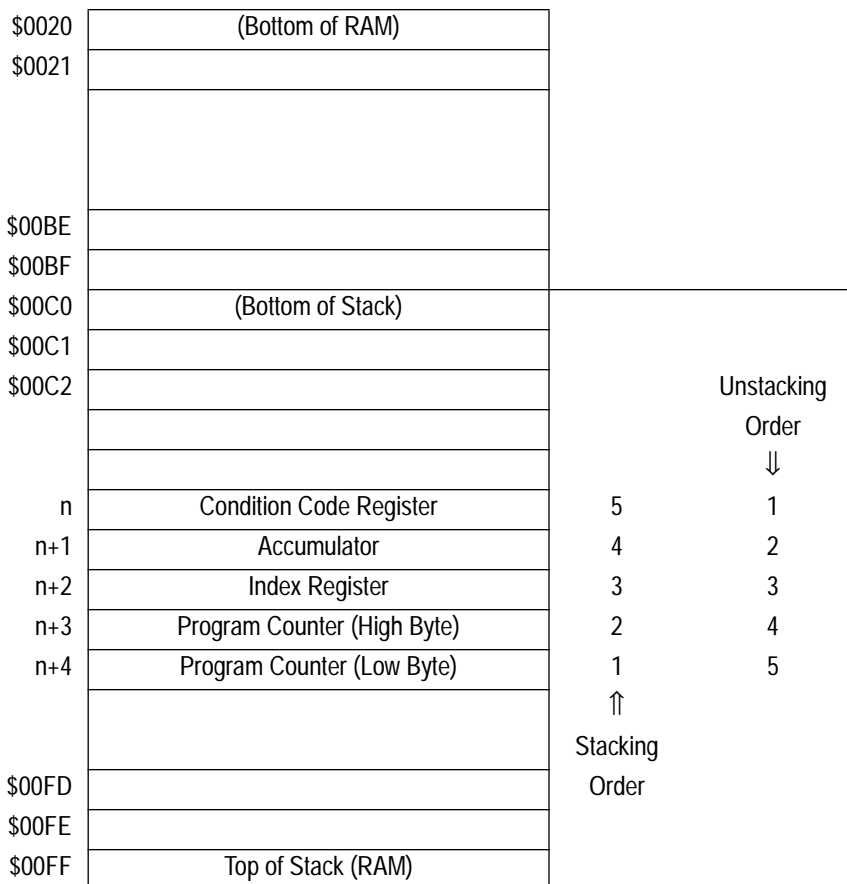 $0020 (Bottom of RAM)
$0021
$00BE
$00BF
$00C0 (Bottom of Stack)
$00C1
$00C2 Unstacking
Order
⇓
n Condition Code Register 5 1
n+1 Accumulator 4 2
n+2 Index Register 3 3
n+3 Program Counter (High Byte) 2 4
n+4 Program Counter (Low Byte) 1 5
⇑
Stacking
$00FD Order
$00FE
$00FF Top of Stack (RAM)